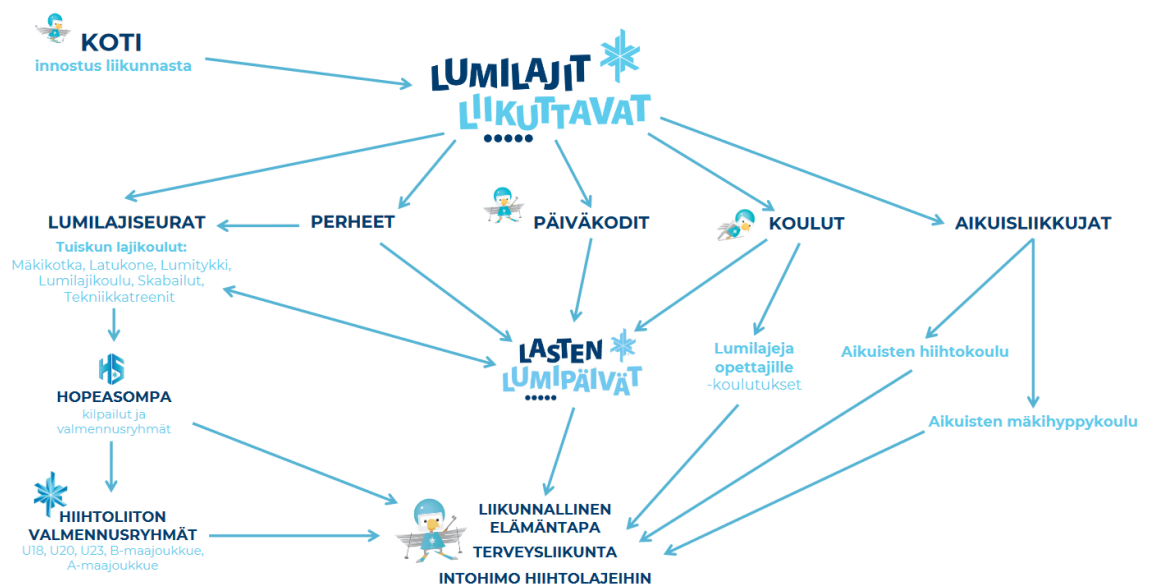 KOTI
innostus liikunnasta
LUMILAJIT
LIIKUTTAVAT
LUMILAJISEURAT
Tuiskun lajikoulut:
Mäkikotka, Latukone, Lumitykki,
Lumilajikoulu, Skabailut,
Tekniikkatreenit
PERHEET
PÄIVÄKODIT
KOULUT
AIKUISLIIKKUJAT
LASTEN
LUMIPÄIVÄT
Lumilajeja
opettajille
-koulutukset
Aikuisten hiihtokoulu
Aikuisten mäkihyppykoulu
HS
HOPEASOMPA
kilpailut ja
valmennusryhmät
HIIHTOLIITON
VALMENNUSRYHMÄT
U18, U20, U23, B-maajoukkue,
A-maajoukkue
LIIKUNNALLINEN
ELÄMÄNTAPA
TERVEYSLIIKUNTA
INTOHIMO HIIHTOLAJEIHIN